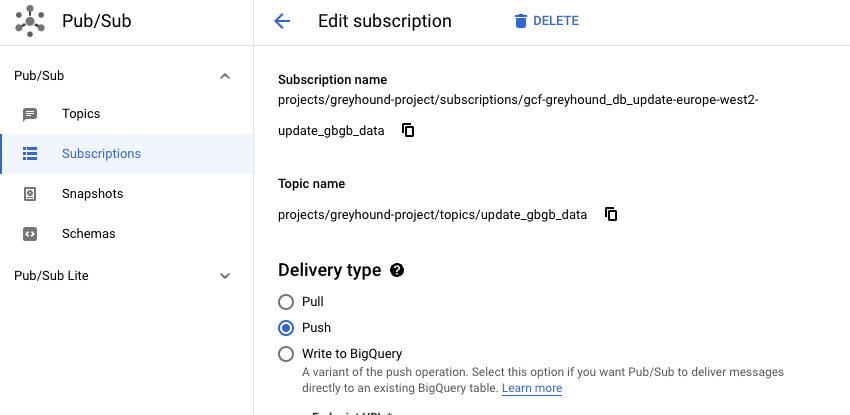 Pub/Sub
Edit subscription
DELETE
Pub/Sub
Topics
Subscriptions
Snapshots
Schemas
Pub/Sub Lite
Subscription name
projects/greyhound-project/subscriptions/gcf-greyhound_db_update-europe-west2-
update_gbgb_data
Topic name
projects/greyhound-project/topics/update_gbgb_data
Delivery type
Pull
Push
Write to BigQuery
A variant of the push operation. Select this option if you want Pub/Sub to deliver messages
directly to an existing BigQuery table. Learn more